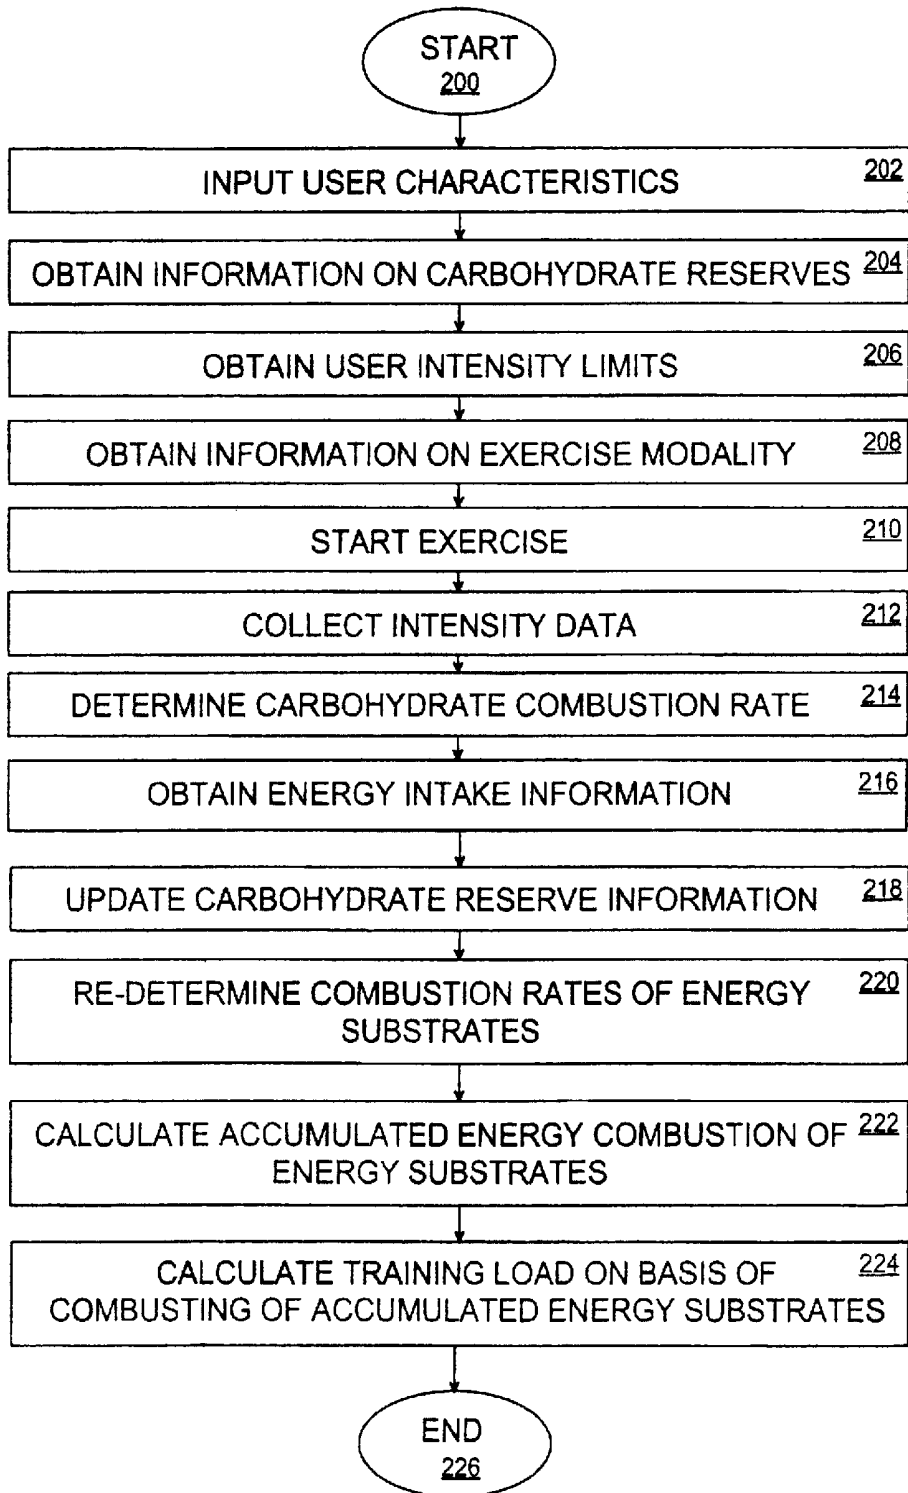 START
200
INPUT USER CHARACTERISTICS 202
OBTAIN INFORMATION ON CARBOHYDRATE RESERVES 204
OBTAIN USER INTENSITY LIMITS 206
OBTAIN INFORMATION ON EXERCISE MODALITY 208
START EXERCISE 210
COLLECT INTENSITY DATA 212
DETERMINE CARBOHYDRATE COMBUSTION RATE 214
OBTAIN ENERGY INTAKE INFORMATION 216
UPDATE CARBOHYDRATE RESERVE INFORMATION 218
RE-DETERMINE COMBUSTION RATES OF ENERGY 220
SUBSTRATES
CALCULATE ACCUMULATED ENERGY COMBUSTION OF 222
ENERGY SUBSTRATES
CALCULATE TRAINING LOAD ON BASIS OF 224
COMBUSTING OF ACCUMULATED ENERGY SUBSTRATES
END
226